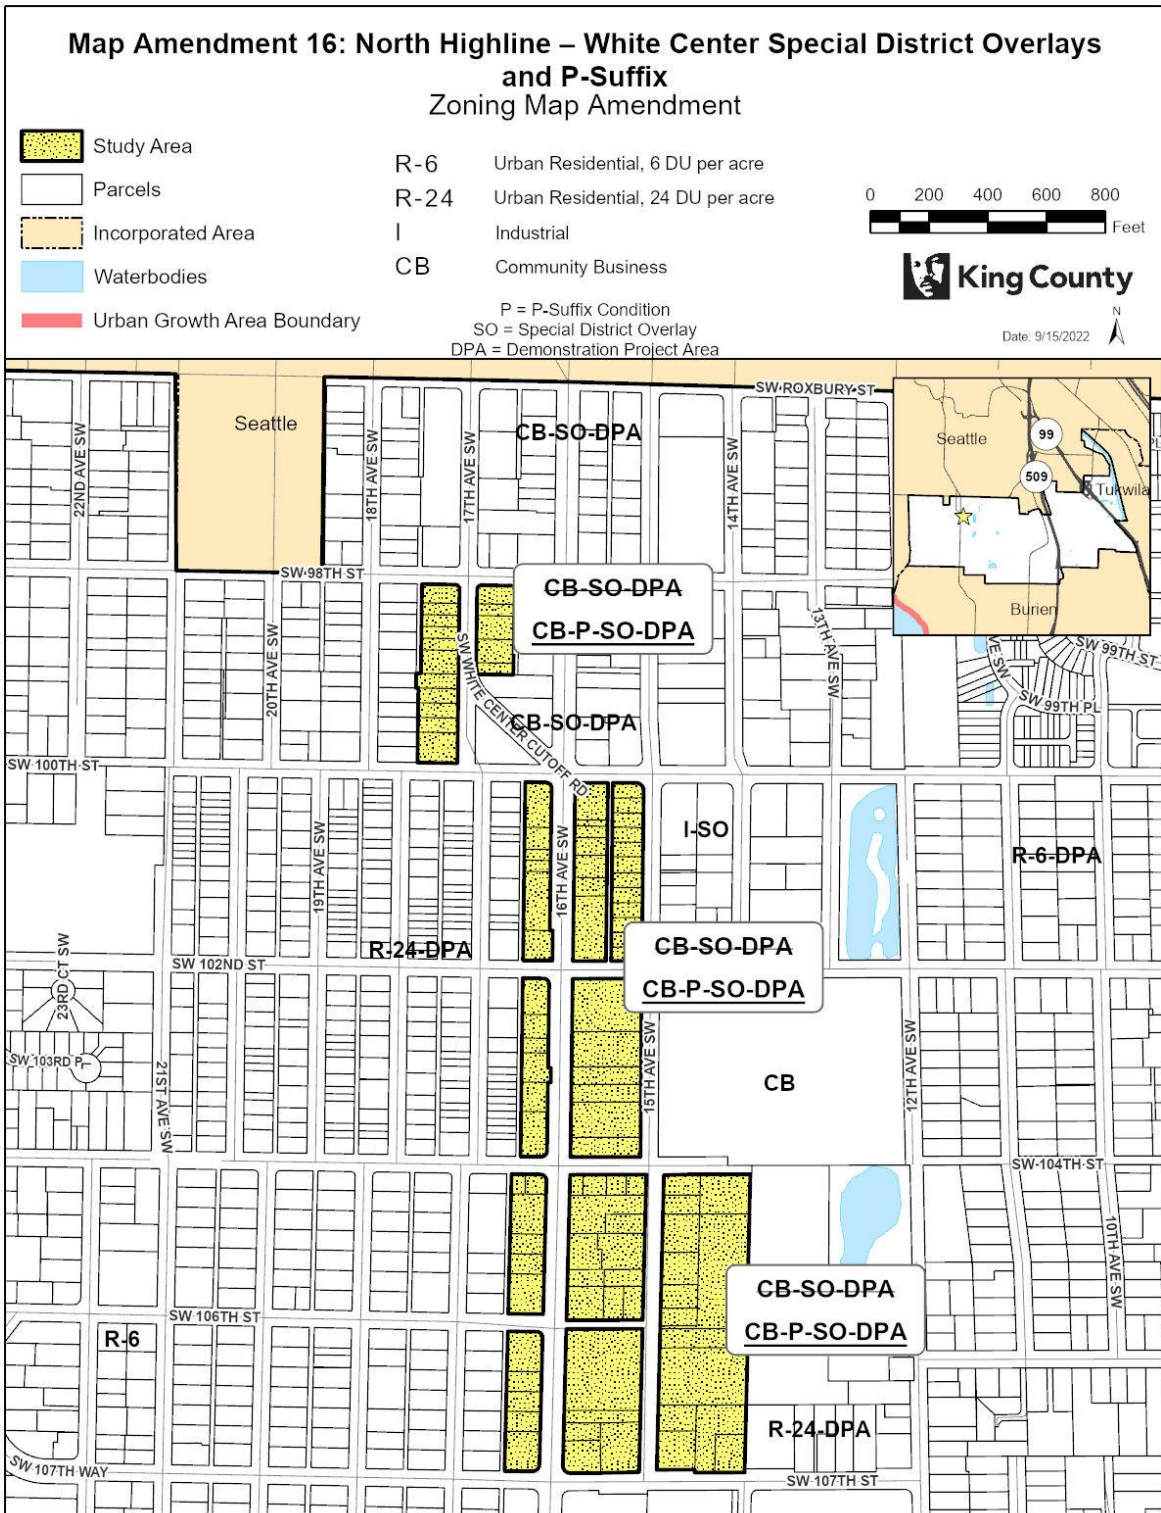 Map Amendment 16: North Highline – White Center Special District Overlays
and P-Suffix
Zoning Map Amendment
Study Area
Parcels
Incorporated Area
Waterbodies
Urban Growth Area Boundary
R-6 Urban Residential, 6 DU per acre
R-24 Urban Residential, 24 DU per acre
I Industrial
CB Community Business
P = P-Suffix Condition
SO = Special District Overlay
DPA = Demonstration Project Area
0 200 400 600 800
Feet
King County
N
Date: 9/15/2022
SW ROXBURY ST
Seattle
CB-SO-DPA
22ND AVE SW
18TH AVE SW
17TH AVE SW
14TH AVE SW
Seattle
99
509
Tukwila
Burien
SW 98TH ST
CB-SO-DPA
CB-P-SO-DPA
20TH AVE SW
SW WHITE CENTER CUTOFF RD
13TH AVE SW
AVE SW
SW 99TH ST
SW 99TH PL
CB-SO-DPA
SW 100TH ST
I-SO
R-6-DPA
19TH AVE SW
16TH AVE SW
R-24-DPA
CB-SO-DPA
CB-P-SO-DPA
SW 102ND ST
23RD CT SW
SW 103RD PL
21ST AVE SW
15TH AVE SW
CB
12TH AVE SW
SW 104TH ST
10TH AVE SW
CB-SO-DPA
CB-P-SO-DPA
SW 106TH ST
R-6
R-24-DPA
SW 107TH WAY
SW 107TH ST